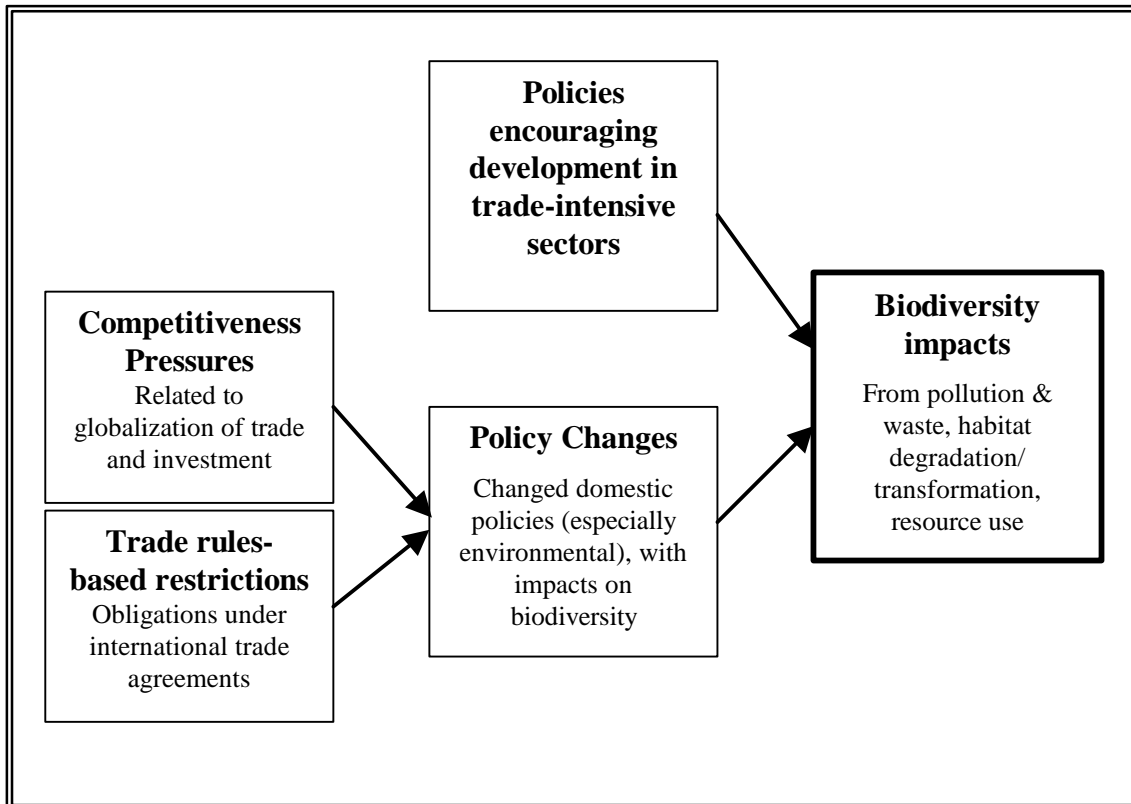 Policies
encouraging
development in
trade-intensive
sectors
Competitiveness
Pressures
Related to
globalization of trade
and investment
Trade rules-
based restrictions
Obligations under
international trade
agreements
Policy Changes
Changed domestic
policies (especially
environmental), with
impacts on
biodiversity
Biodiversity
impacts
From pollution &
waste, habitat
degradation/
transformation,
resource use